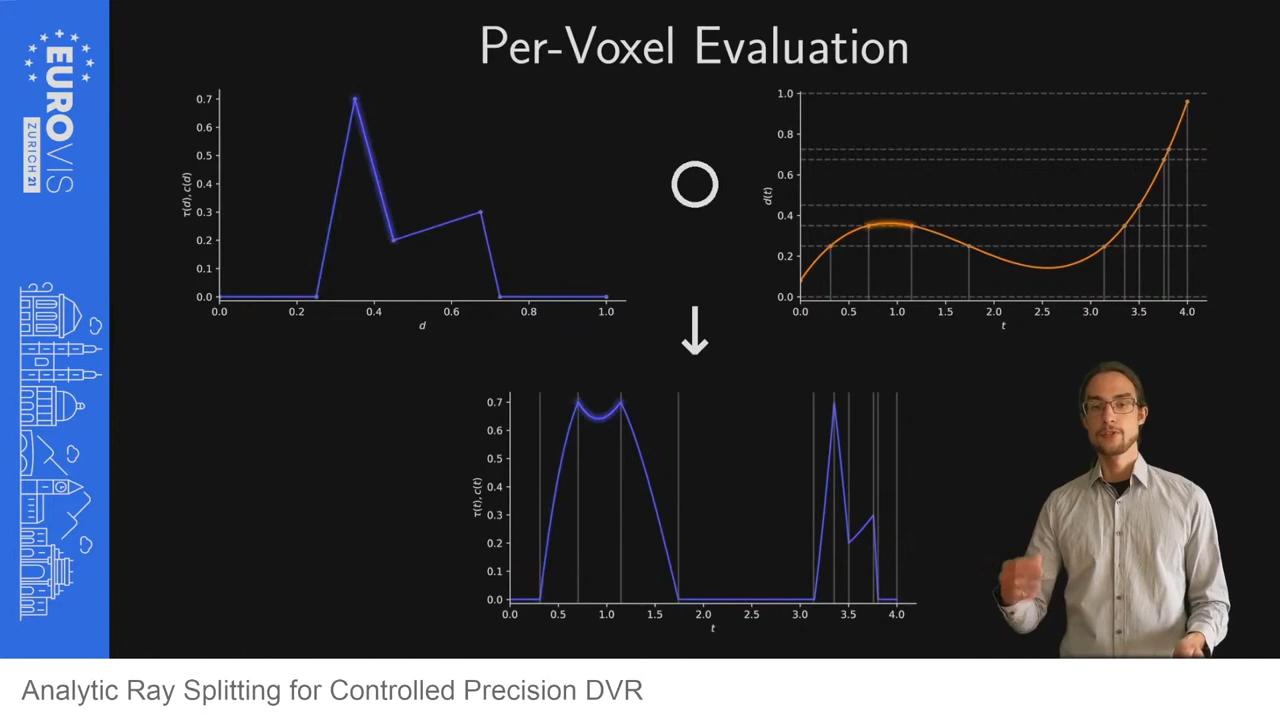 Per-Voxel Evaluation
EUROVIS
ZURICH 21
0.7
0.6
0.5
0.4
0.3
0.2
0.1
0.0
τ(d), c(d)
0.0 0.2 0.4 0.6 0.8 1.0
d
1.0
0.8
0.6
0.4
0.2
0.0
d(t)
0.0 0.5 1.0 1.5 2.0 2.5 3.0 3.5 4.0
t
0.7
0.6
0.5
0.4
0.3
0.2
0.1
0.0
τ(t), c(t)
0.0 0.5 1.0 1.5 2.0 2.5 3.0 3.5 4.0
t
Analytic Ray Splitting for Controlled Precision DVR